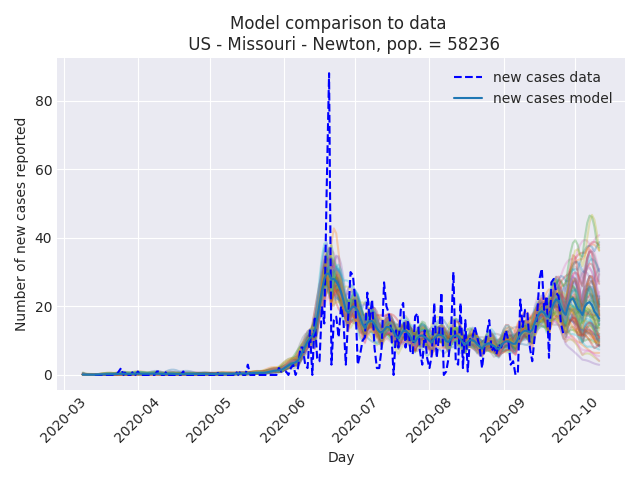 Model comparison to data
US - Missouri - Newton, pop. = 58236
new cases data
new cases model
Number of new cases reported
80
60
40
20
0
2020-03
2020-04
2020-05
2020-06
2020-07
2020-08
2020-09
2020-10
Day